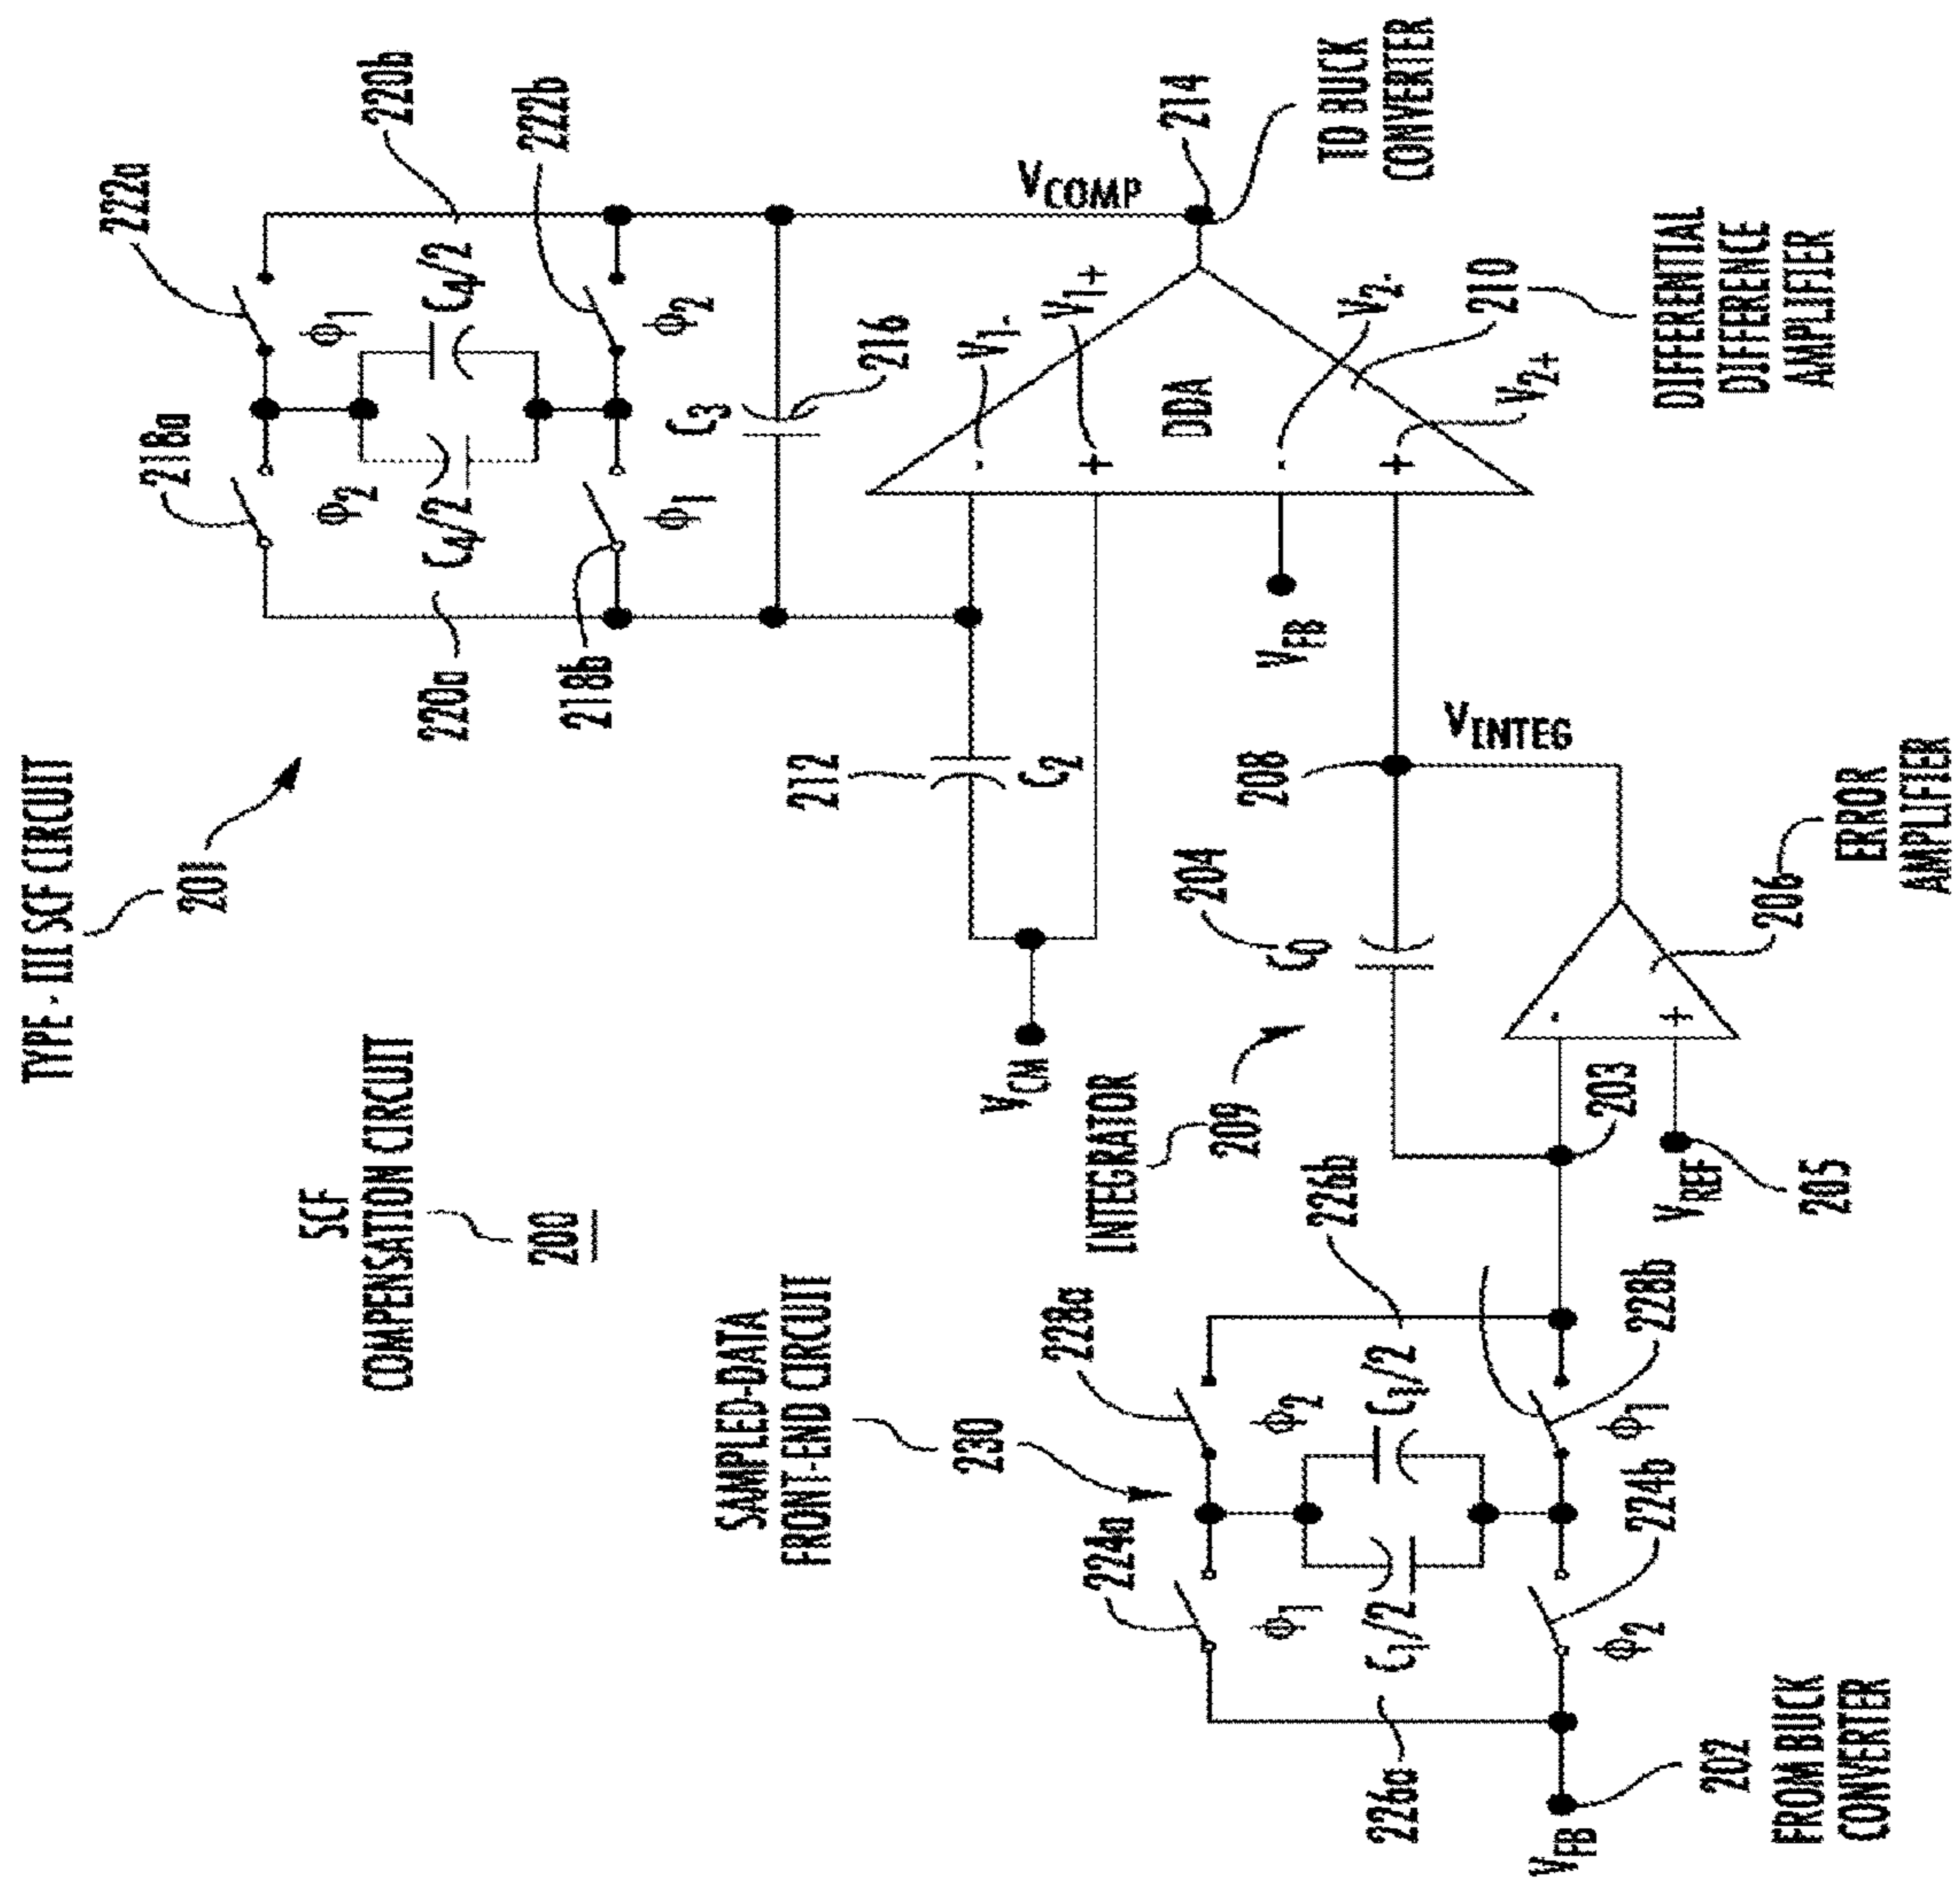 TYPE - III SCF CIRCUIT
201
SCF
COMPENSATION CIRCUIT
200
222a
220b
222b
218a
Φ1
C4/2
Φ2
Φ2
C4/2
Φ1
220a
218b
C3
216
VCOMP
214
TO BUCK
CONVERTER
V1-
V1+
-
+
DDA
-
+
V2-
V2+
210
DIFFERENTIAL
DIFFERENCE
AMPLIFIER
212
C2
VCM
VFB
208
VINTEG
204
C0
INTEGRATOR
209
-
+
206
ERROR
AMPLIFIER
203
VREF
205
SAMPLED-DATA
FRONT-END CIRCUIT
230
228a
226b
228b
Φ2
C1/2
Φ1
224a
224b
Φ1
C1/2
Φ2
226a
VFB
202
FROM BUCK
CONVERTER